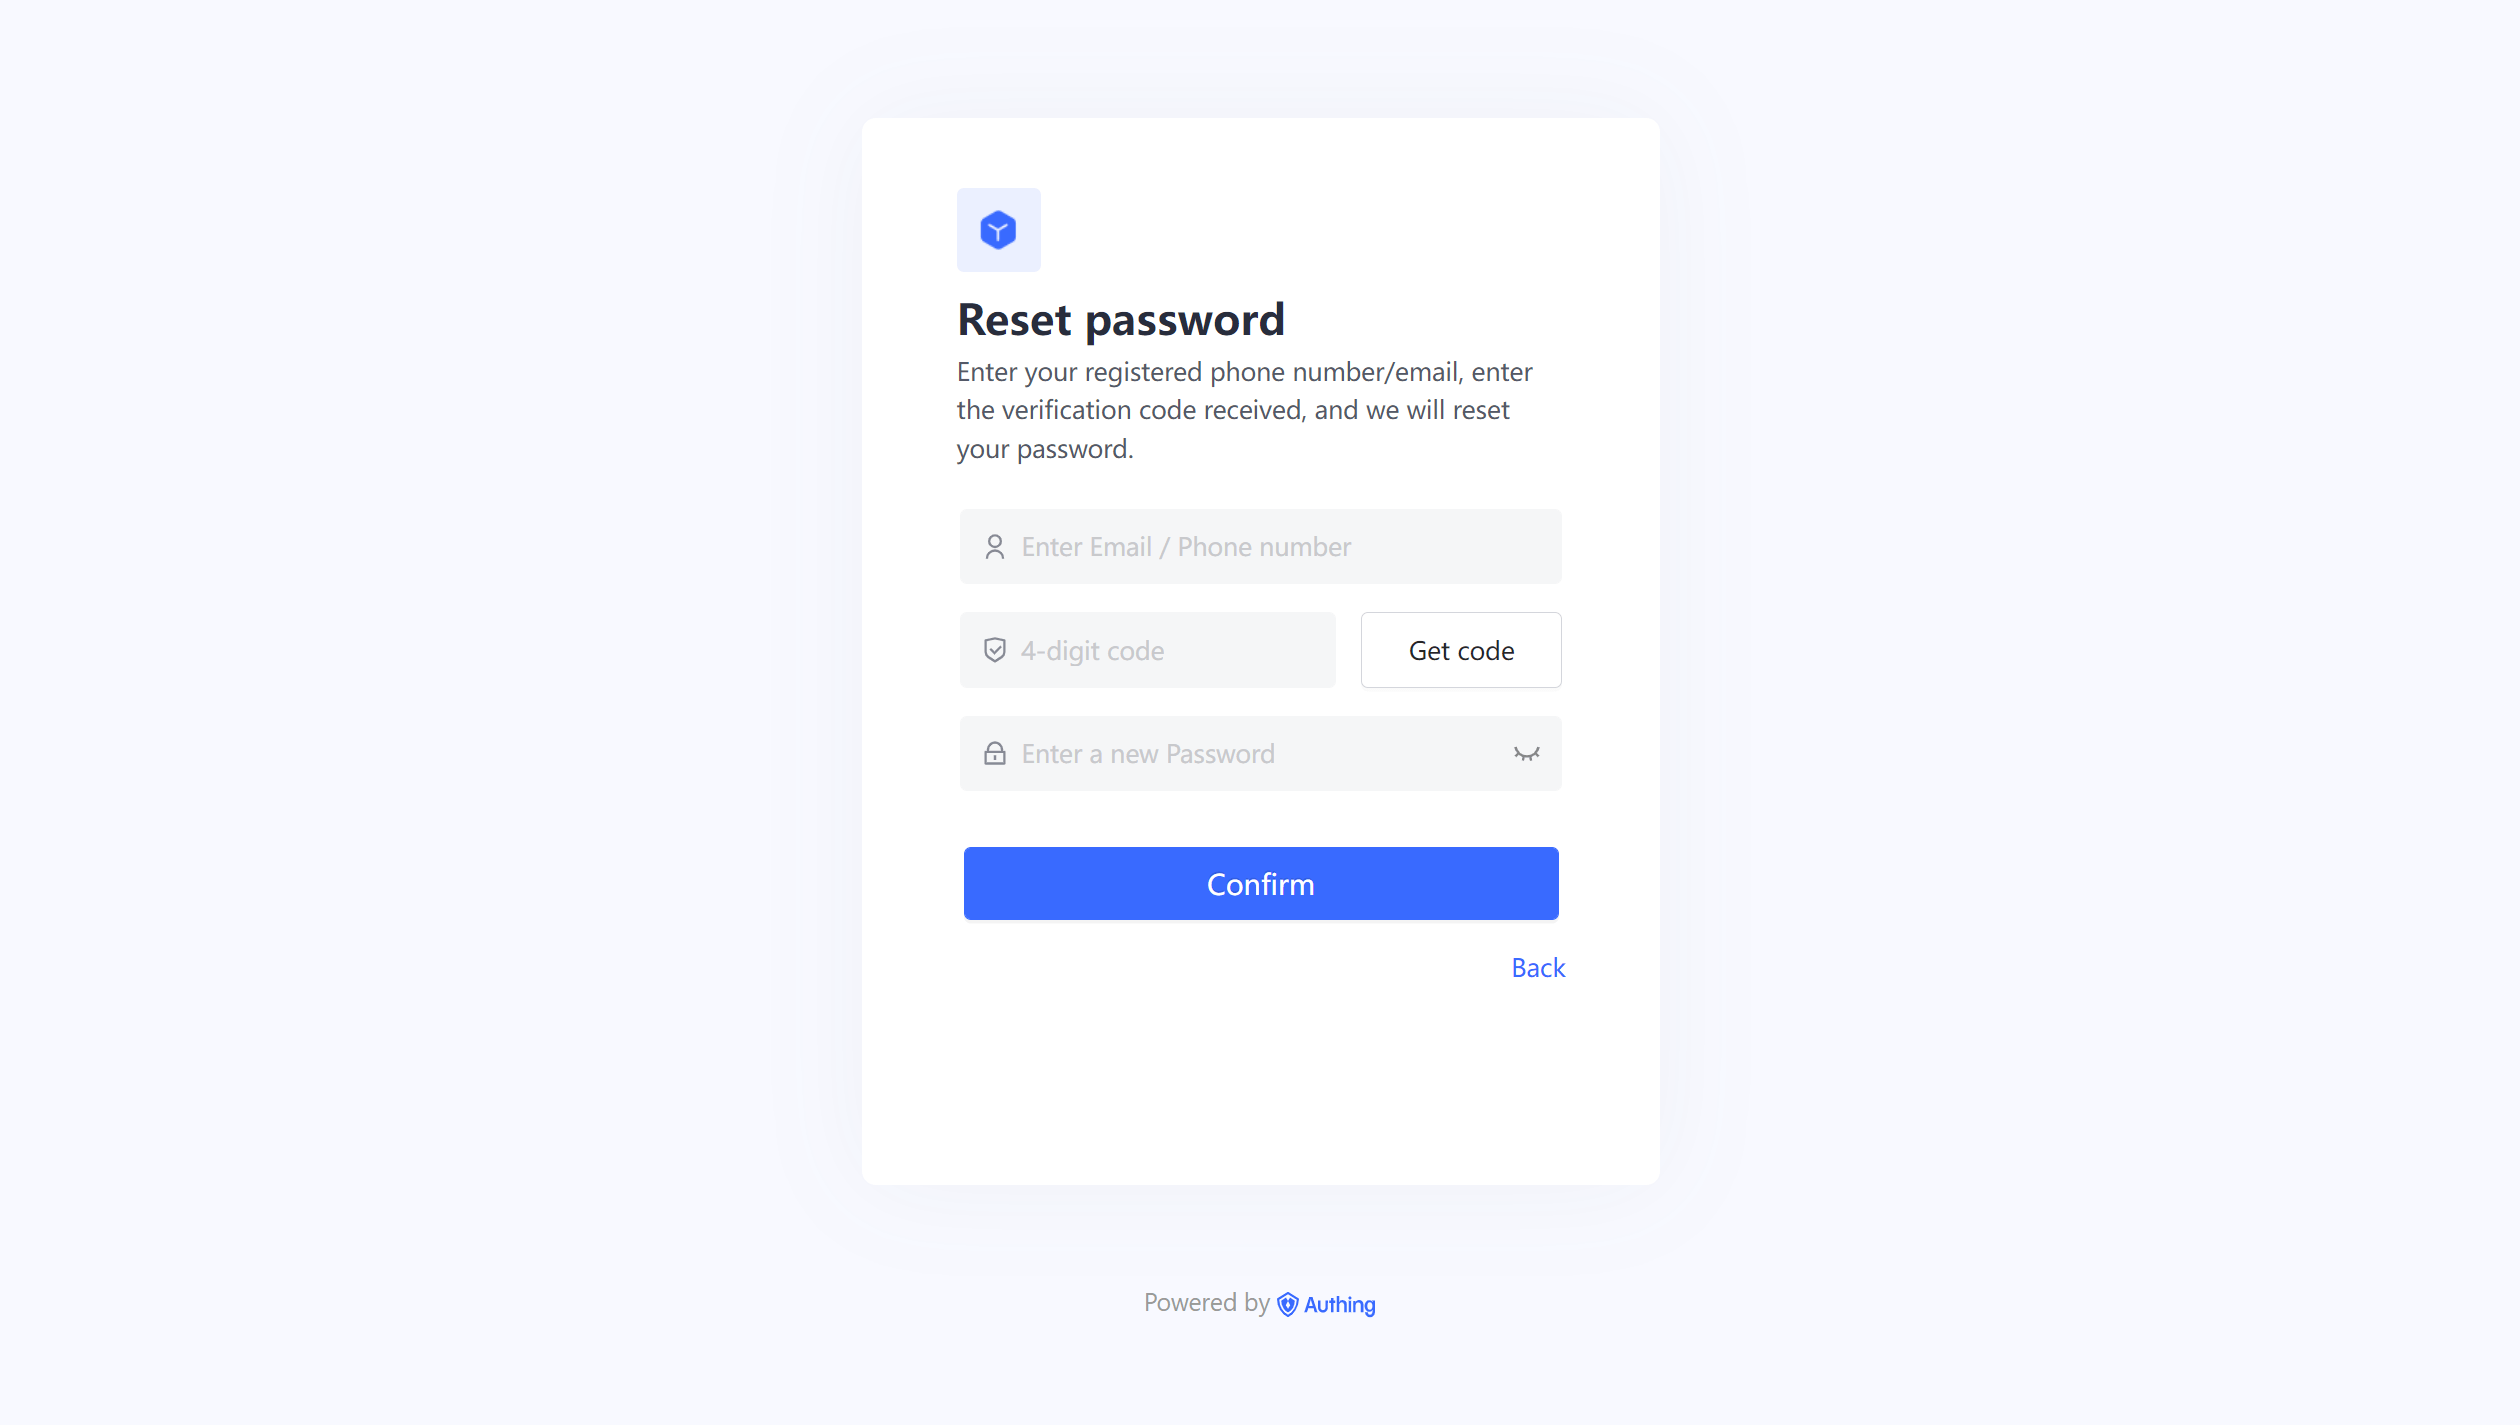 Reset password
Enter your registered phone number/email, enter
the verification code received, and we will reset
your password.
Enter Email / Phone number
4-digit code
Get code
Enter a new Password
Confirm
Back
Powered by Authing